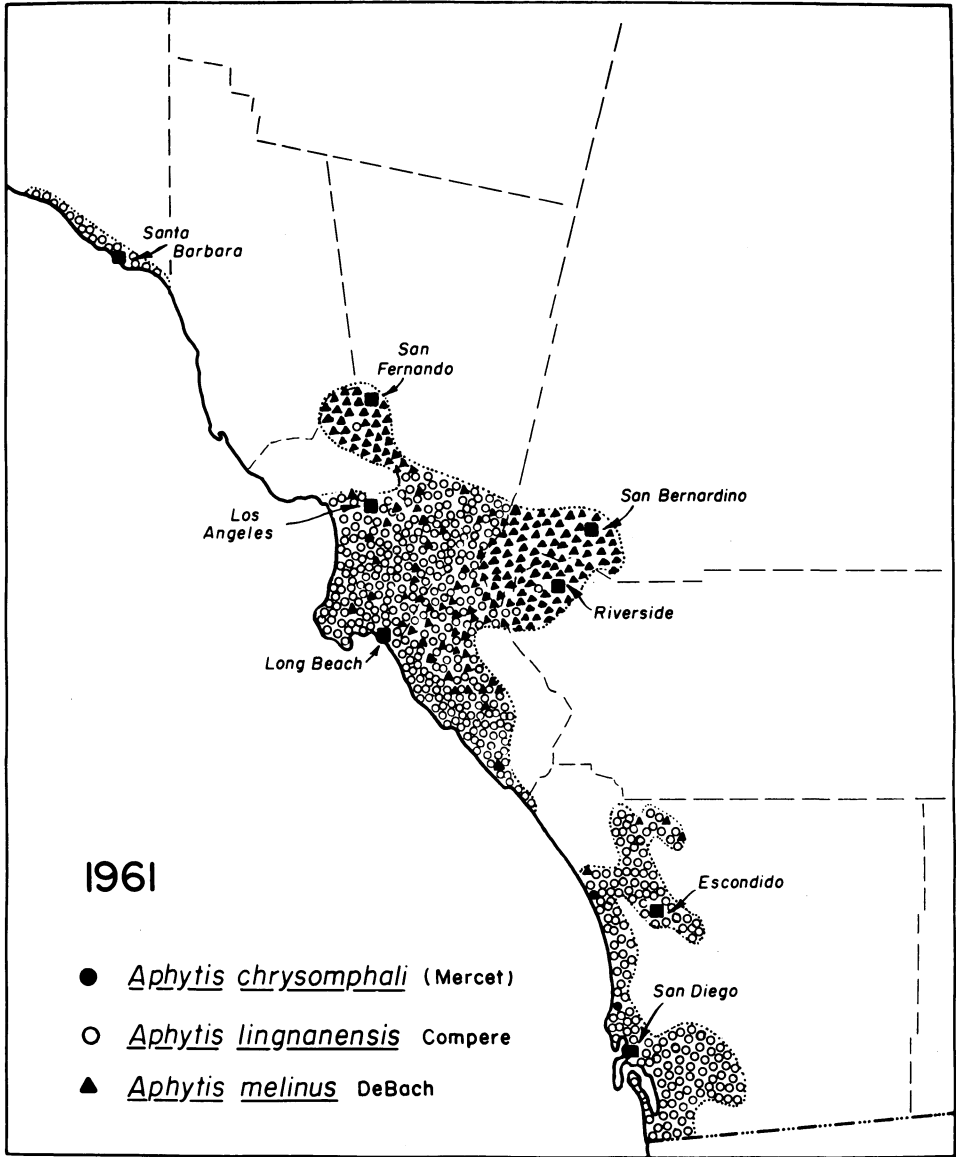 Santa
Barbara
San
Fernando
San Bernardino
Los
Angeles
Riverside
Long Beach
1961
Escondido
Aphytis chrysomphali (Mercet)
San Diego
Aphytis lingnanensis Compere
Aphytis melinus DeBach